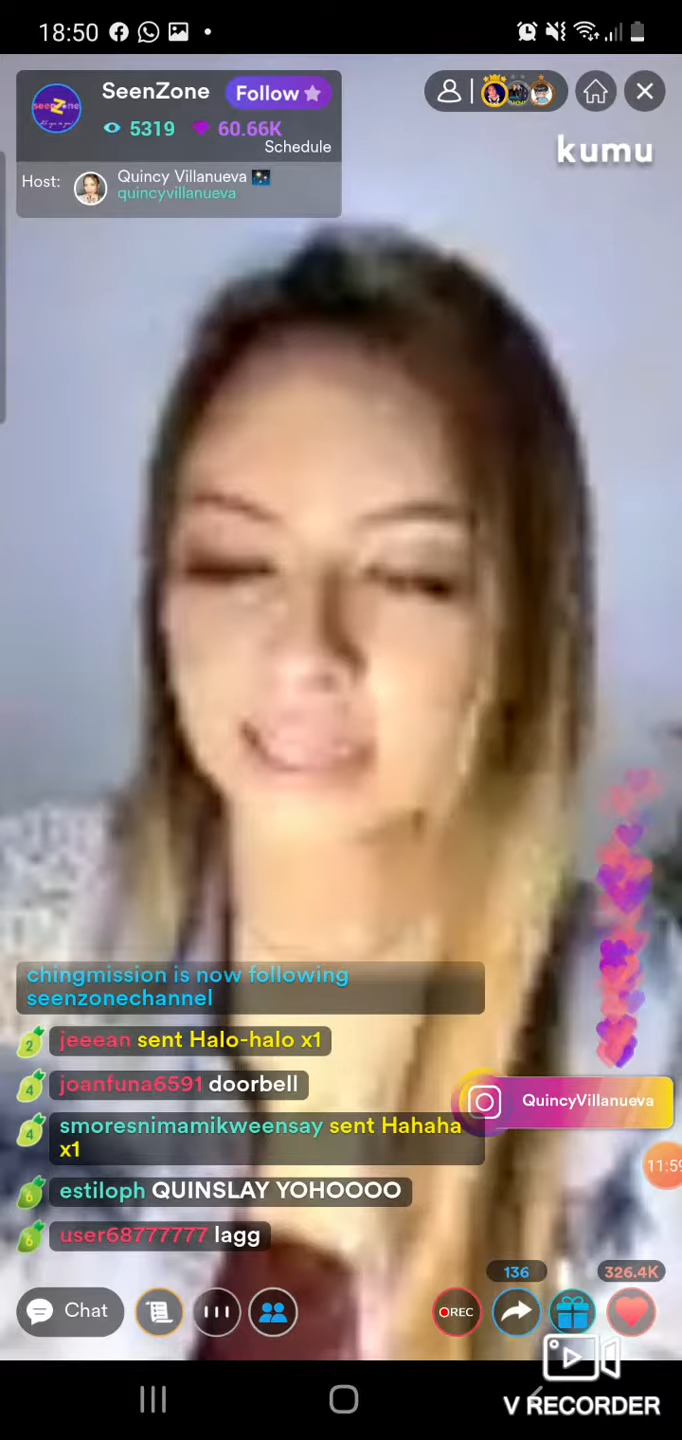 18:50
SeenZone
Follow
5319 60.66K
Schedule
kumu
Host: Quincy Villanueva
quincyvillanueva
chingmission is now following
seenzonechannel
2 jeeean sent Halo-halo x1
4 joanfuna6591 doorbell
QuincyVillanueva
4 smoresnimamikweensay sent Hahaha
x1
11:59
6 estiloph QUINSLAY YOHOOOO
6 user68777777 lagg
136 326.4K
Chat
REC
V RECORDER